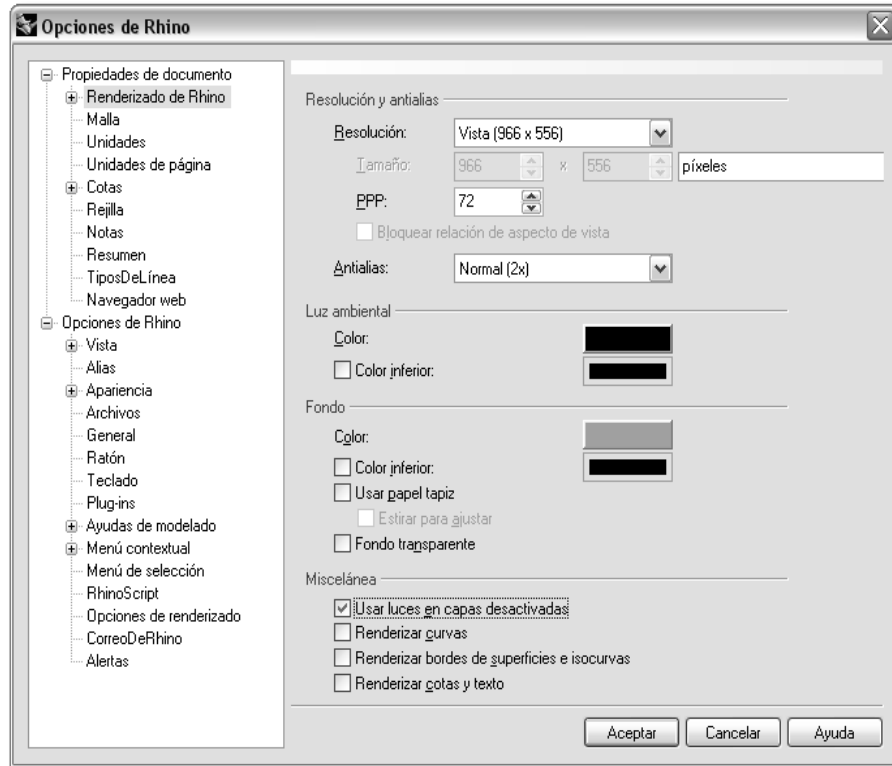 Opciones de Rhino
Propiedades de documento
Renderizado de Rhino
Malla
Unidades
Unidades de página
Cotas
Rejilla
Notas
Resumen
TiposDeLínea
Navegador web
Opciones de Rhino
Vista
Alias
Apariencia
Archivos
General
Ratón
Teclado
Plug-ins
Ayudas de modelado
Menú contextual
Menú de selección
RhinoScript
Opciones de renderizado
CorreoDeRhino
Alertas
Resolución y antialias
Resolución: Vista (966 x 556)
Tamaño: 966 x 556 píxeles
PPP: 72
Bloquear relación de aspecto de vista
Antialias: Normal (2x)
Luz ambiental
Color:
Color inferior:
Fondo
Color:
Color inferior:
Usar papel tapiz
Estirar para ajustar
Fondo transparente
Miscelánea
Usar luces en capas desactivadas
Renderizar curvas
Renderizar bordes de superficies e isocurvas
Renderizar cotas y texto
Aceptar Cancelar Ayuda